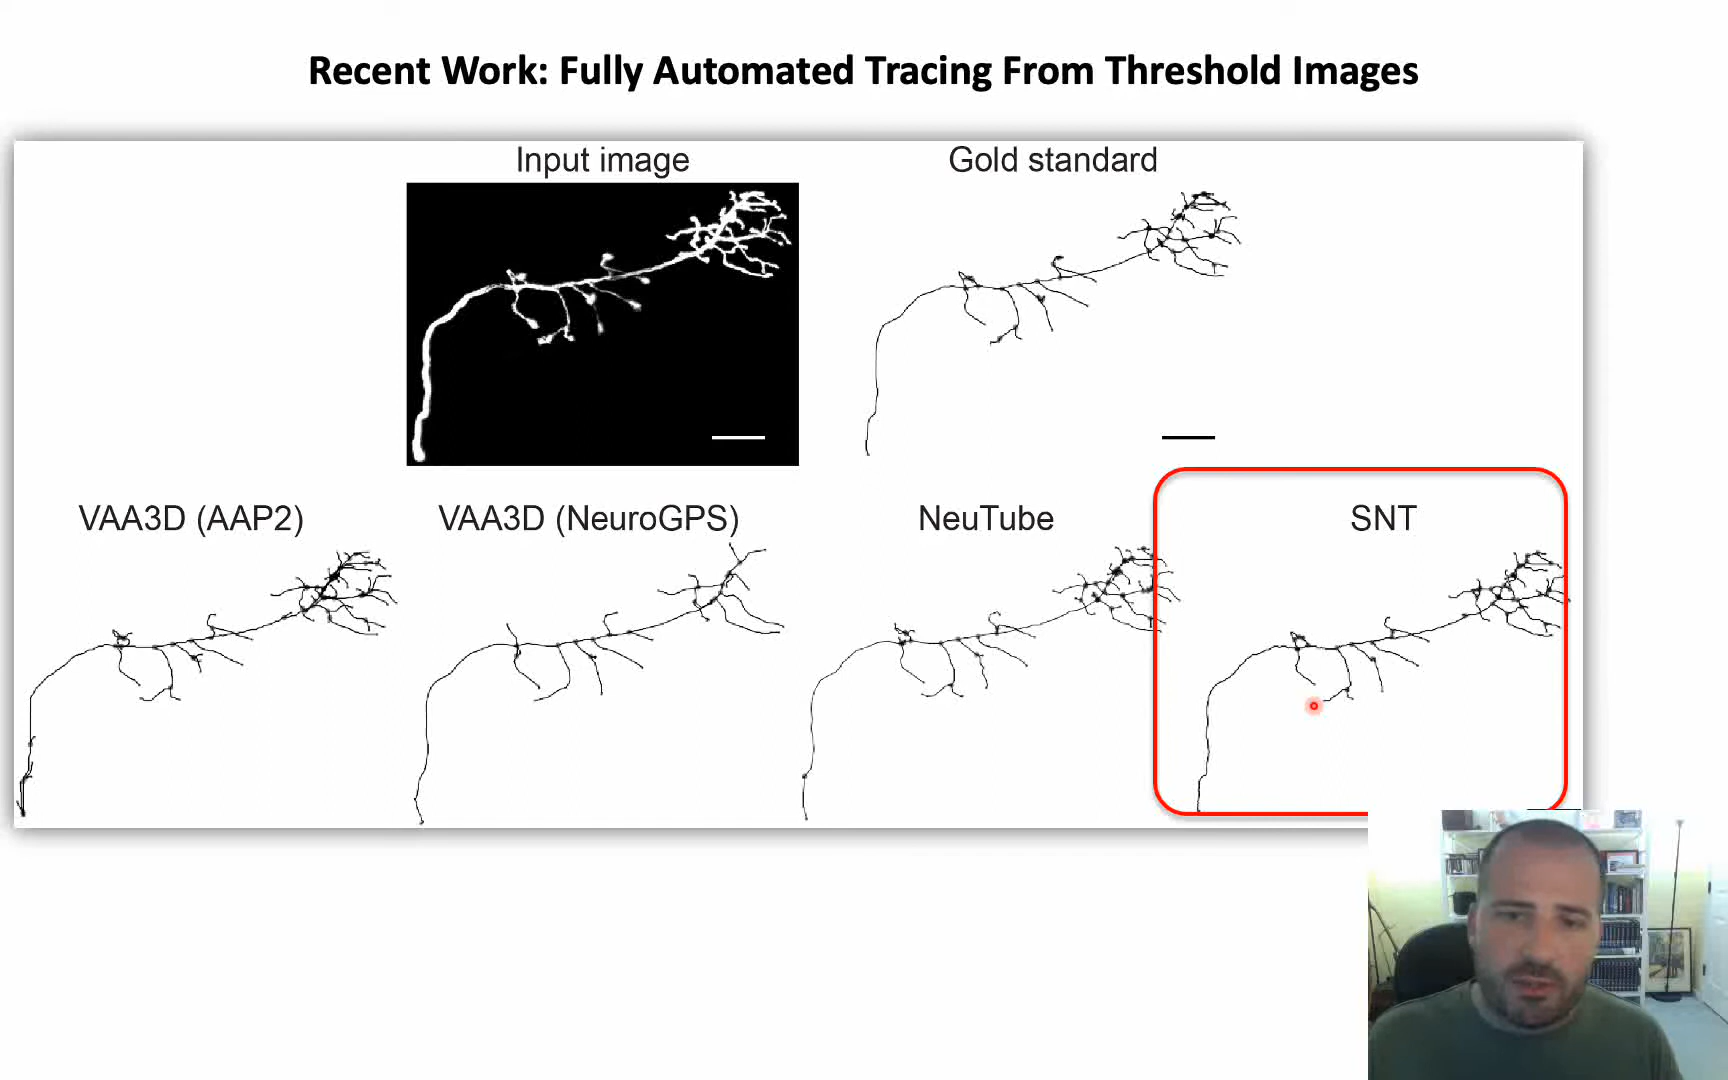 Recent Work: Fully Automated Tracing From Threshold Images
Input image
Gold standard
VAA3D (AAP2)
VAA3D (NeuroGPS)
NeuTube
SNT